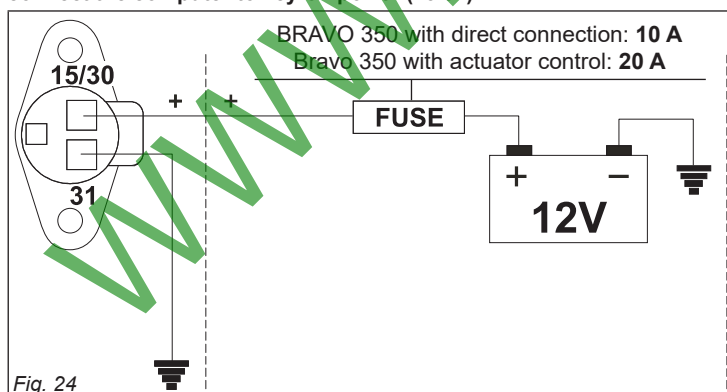 BRAVO 350 with direct connection: 10 A
Bravo 350 with actuator control: 20 A
15/30
+ +
FUSE
+ −
12V
31
Fig. 24
www.